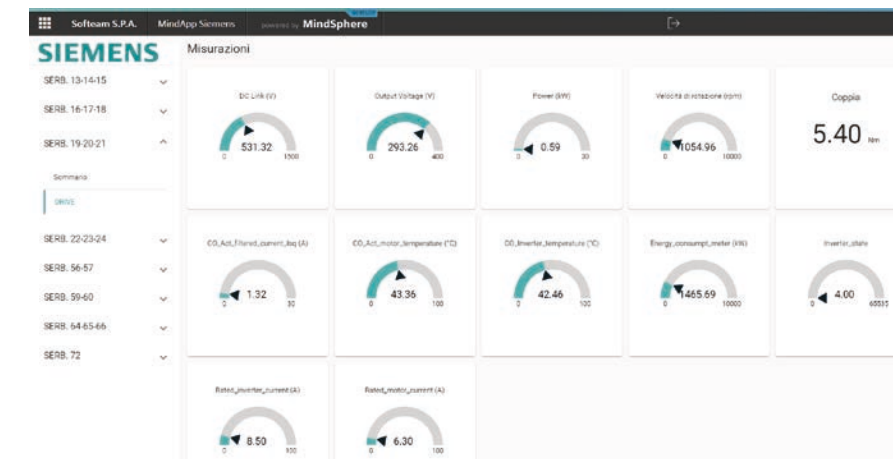 Softeam S.P.A. MindApp Siemens powered by MindSphere
SIEMENS
Misurazioni
SERB. 13-14-15
SERB. 16-17-18
SERB. 19-20-21
Sommario
DRIVE
SERB. 22-23-24
SERB. 56-57
SERB. 59-60
SERB. 64-65-66
SERB. 72
DC Link (V)
531.32
0 1500
Output Voltage (V)
293.26
0 400
Power (kW)
0.59
0 30
Velocità di rotazione (rpm)
1054.96
0 10000
Coppia
5.40 Nm
CO_Act_filtered_current_Isq (A)
1.32
0 30
CO_Act_motor_temperature (°C)
43.36
0 100
CO_Inverter_temperature (°C)
42.46
0 100
Energy_consumpt_meter (kW)
1465.69
0 10000
Inverter_state
4.00
0 65535
Rated_inverter_current (A)
8.50
0 100
Rated_motor_current (A)
6.30
0 100